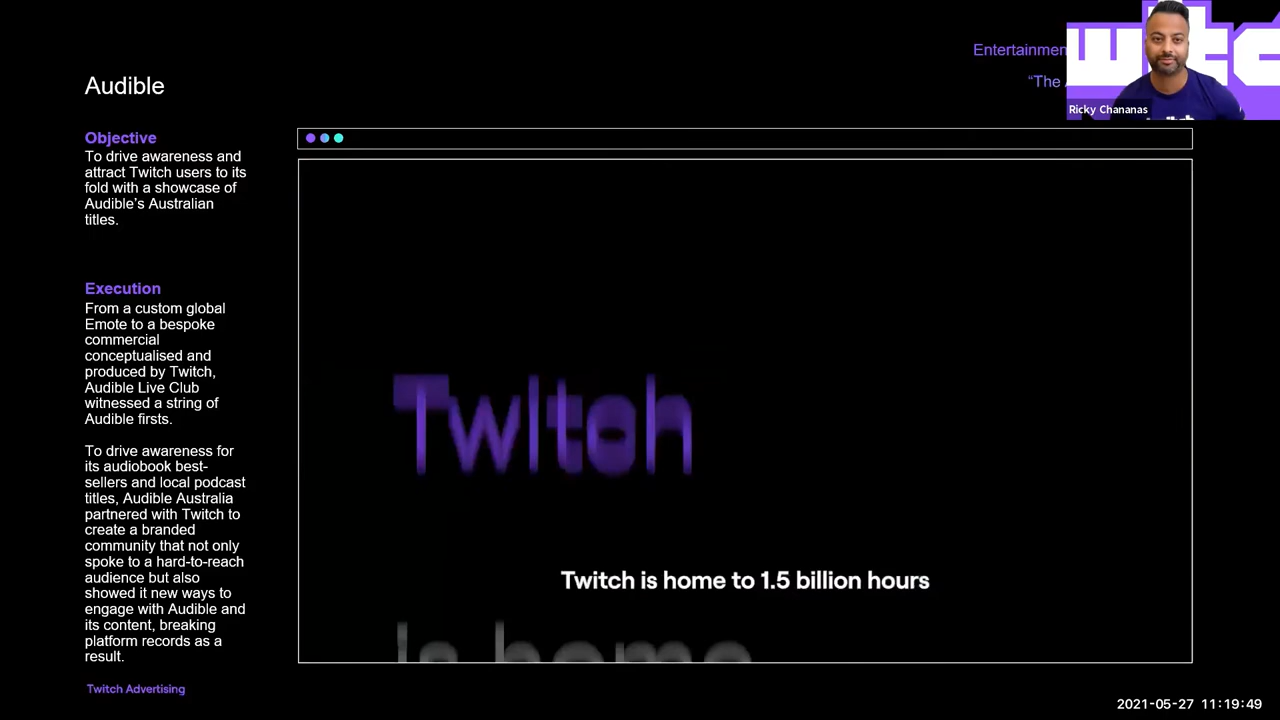 Entertainmen
“The
Ricky Chananas
Audible
Objective
To drive awareness and
attract Twitch users to its
fold with a showcase of
Audible’s Australian
titles.
Execution
From a custom global
Emote to a bespoke
commercial
conceptualised and
produced by Twitch,
Audible Live Club
witnessed a string of
Audible firsts.
To drive awareness for
its audiobook best-
sellers and local podcast
titles, Audible Australia
partnered with Twitch to
create a branded
community that not only
spoke to a hard-to-reach
audience but also
showed it new ways to
engage with Audible and
its content, breaking
platform records as a
result.
Twitch
Twitch is home to 1.5 billion hours
is home
Twitch Advertising
2021-05-27 11:19:49